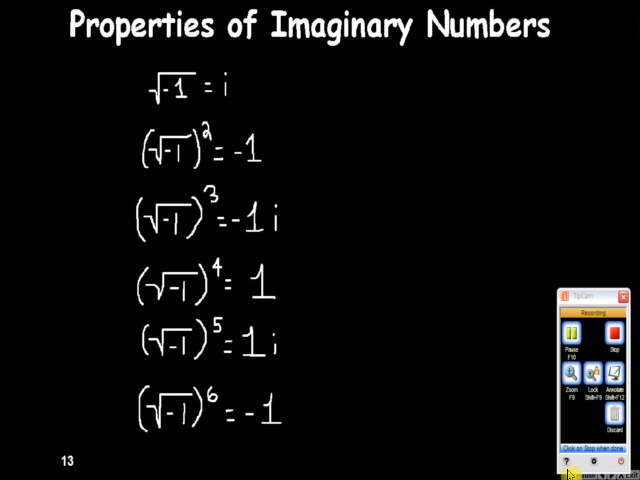 Properties of Imaginary Numbers
√-1 = i
(√-1)² = -1
(√-1)³ = -1 i
(√-1)⁴ = 1
(√-1)⁵ = 1 i
(√-1)⁶ = -1
TipCam
Recording
Pause F10
Stop
Zoom F9
Lock Shift+F9
Annotate Shift+F12
Discard
Click on Stop when done
?
13